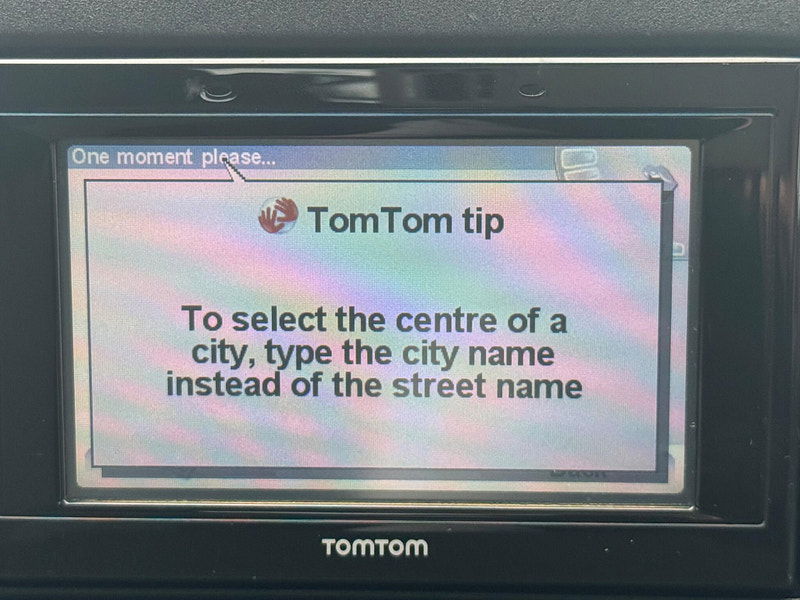 One moment please...
TomTom tip
To select the centre of a
city, type the city name
instead of the street name
TOMTOM